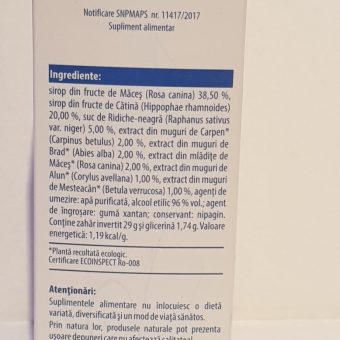 Notificare SNPMAPS nr. 11417/2017
Supliment alimentar
Ingrediente:
sirop din fructe de Măceș (Rosa canina) 38,50 %,
sirop din fructe de Cătină (Hippophae rhamnoides)
20,00 %, suc de Ridiche-neagră (Raphanus sativus
var. niger) 5,00 %, extract din muguri de Carpen*
(Carpinus betulus) 2,00 %, extract din muguri de
Brad* (Abies alba) 2,00 %, extract din mlădițe de
Măceș* (Rosa canina) 2,00 %, extract din muguri de
Alun* (Corylus avellana) 1,00 %, extract din muguri
de Mesteacăn* (Betula verrucosa) 1,00 %, agenți de
umezire: apă purificată, alcool etilic 96 % vol.; agent
de îngroșare: gumă xantan; conservant: nipagin.
Conține zahăr invertit 29 g și glicerină 1,74 g. Valoare
energetică: 1,19 kcal/g.
*Plantă recoltată ecologic.
Certificare ECOINSPECT Ro-008
Atenționări:
Suplimentele alimentare nu înlocuiesc o dietă
variată, diversificată și un mod de viață sănătos.
Prin natura lor, produsele naturale pot prezenta
ușoare depuneri care nu afectează calitatea!